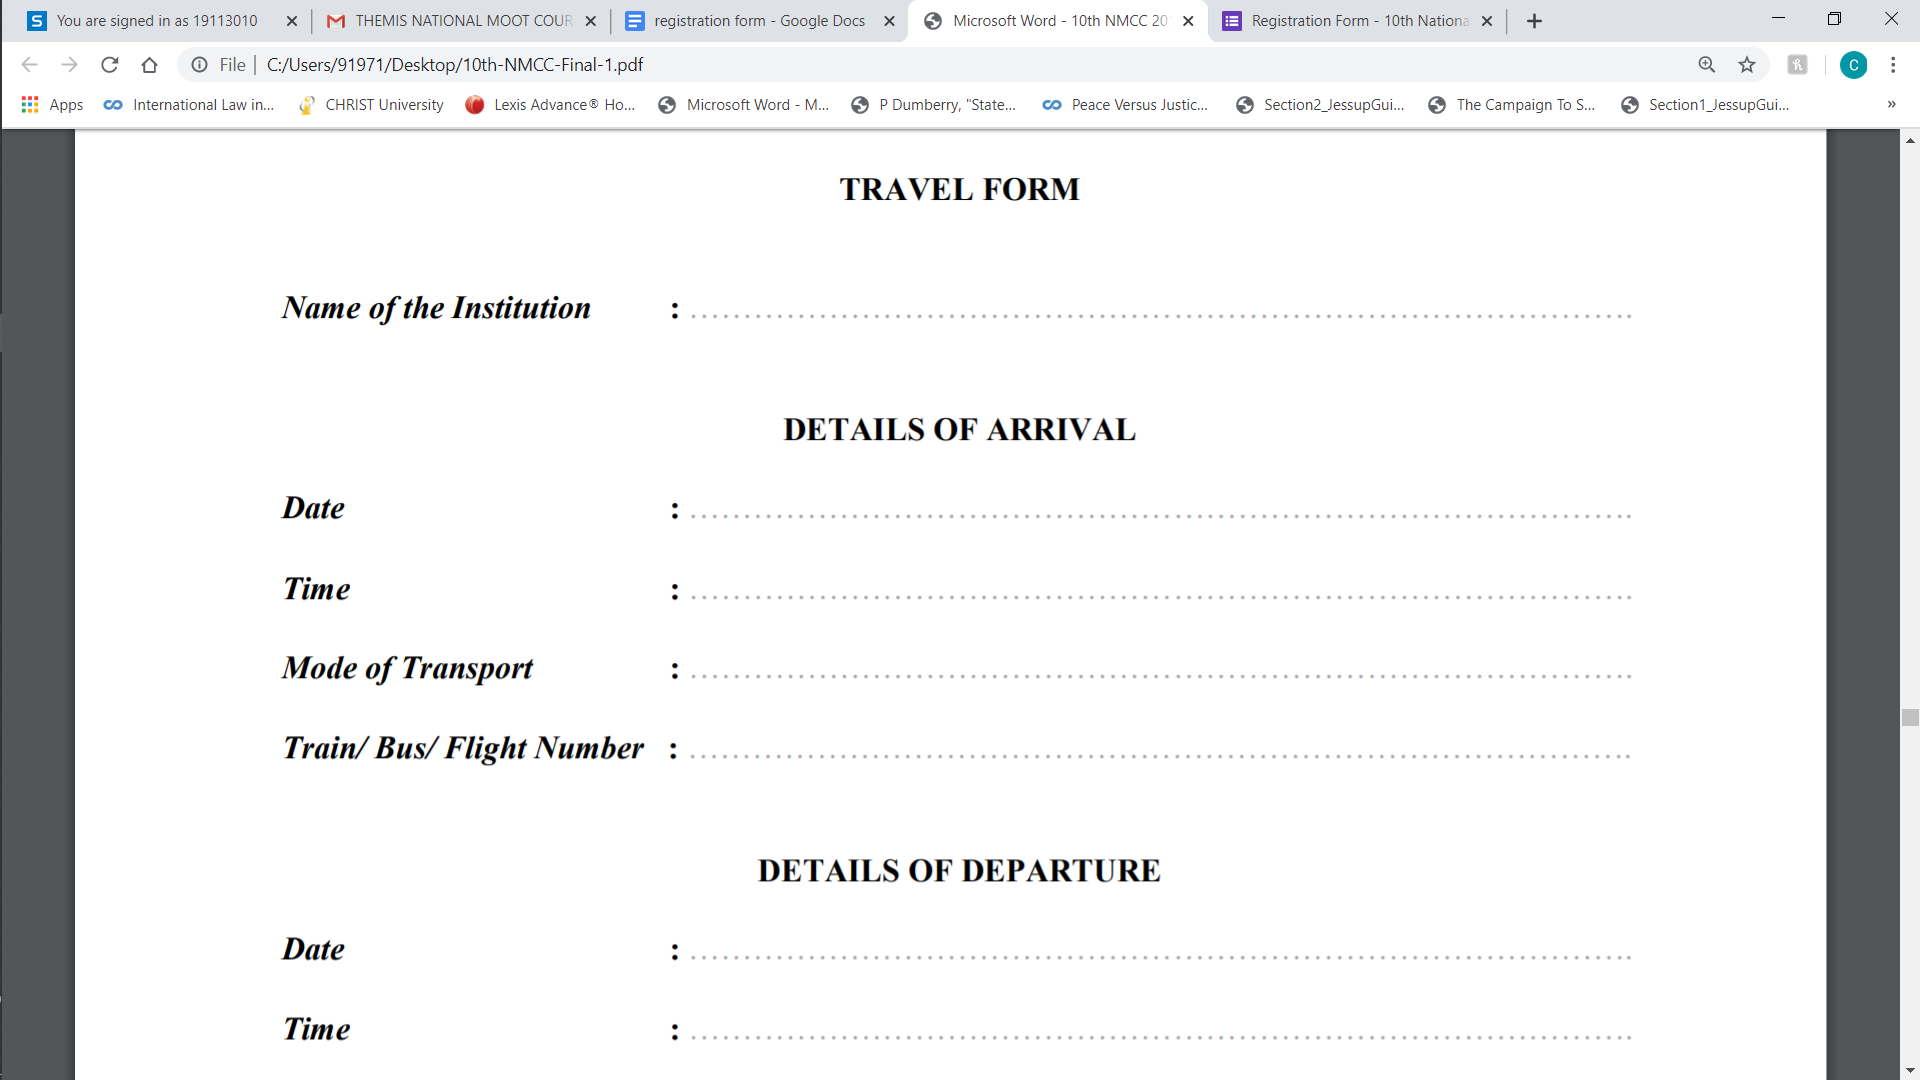 You are signed in as 19113010
THEMIS NATIONAL MOOT COUR
registration form - Google Docs
Microsoft Word - 10th NMCC 20
Registration Form - 10th Nationa
File
C:/Users/91971/Desktop/10th-NMCC-Final-1.pdf
C
Apps
International Law in...
CHRIST University
Lexis Advance® Ho...
Microsoft Word - M...
P Dumberry, "State...
Peace Versus Justic...
Section2_JessupGui...
The Campaign To S...
Section1_JessupGui...
»
TRAVEL FORM
Name of the Institution : ........................................................................................
DETAILS OF ARRIVAL
Date : ........................................................................................
Time : ........................................................................................
Mode of Transport : ........................................................................................
Train/ Bus/ Flight Number : ........................................................................................
DETAILS OF DEPARTURE
Date : ........................................................................................
Time : ........................................................................................